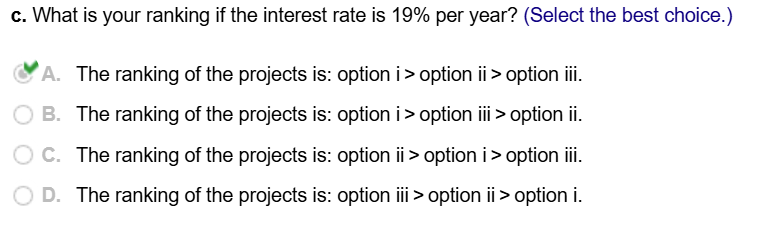 c. What is your ranking if the interest rate is 19% per year? (Select the best choice.)
A. The ranking of the projects is: option i > option ii > option iii.
B. The ranking of the projects is: option i > option iii > option ii.
C. The ranking of the projects is: option ii > option i > option iii.
D. The ranking of the projects is: option iii > option ii > option i.